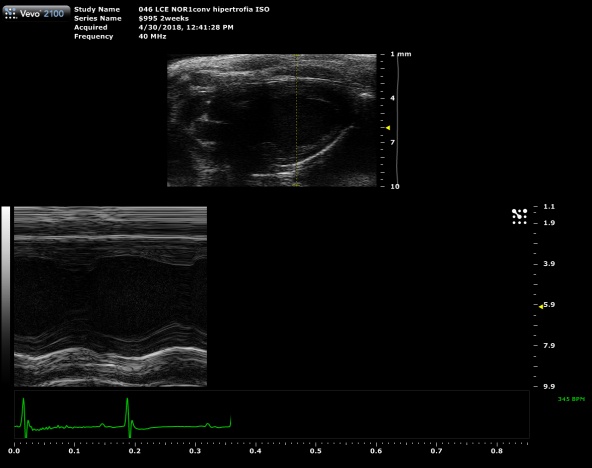 Vevo 2100
Study Name 046 LCE NOR1conv hipertrofia ISO
Series Name S995 2weeks
Acquired 4/30/2018, 12:41:28 PM
Frequency 40 MHz
1 mm
4
7
10
1.1
1.9
3.9
5.9
7.9
9.9
345 BPM
0.0 0.1 0.2 0.3 0.4 0.5 0.6 0.7 0.8